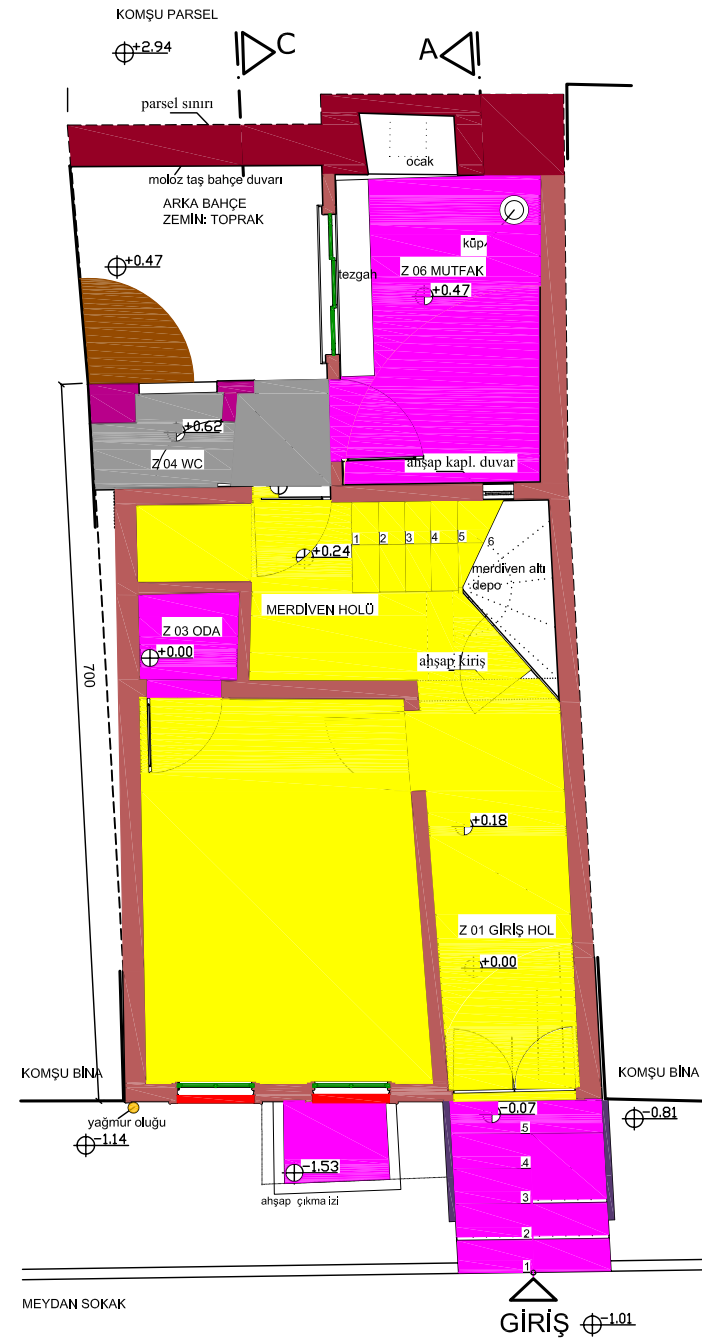 KOMŞU PARSEL
+2.94
C
A
parsel sınırı
ocak
moloz taş bahçe duvarı
ARKA BAHÇE
ZEMİN: TOPRAK
küp
+0.47
tezgah
Z 06 MUTFAK
+0.47
+0.62
Z 04 WC
ahşap kapl. duvar
1
2
3
4
5
6
+0.24
merdiven altı
depo
MERDİVEN HOLÜ
Z 03 ODA
+0.00
ahşap kiriş
700
+0.18
Z 01 GİRİŞ HOL
+0.00
KOMŞU BİNA
KOMŞU BİNA
yağmur oluğu
-0.07
-0.81
-1.14
5
4
-1.53
ahşap çıkma izi
3
2
1
MEYDAN SOKAK
GİRİŞ
-1.01